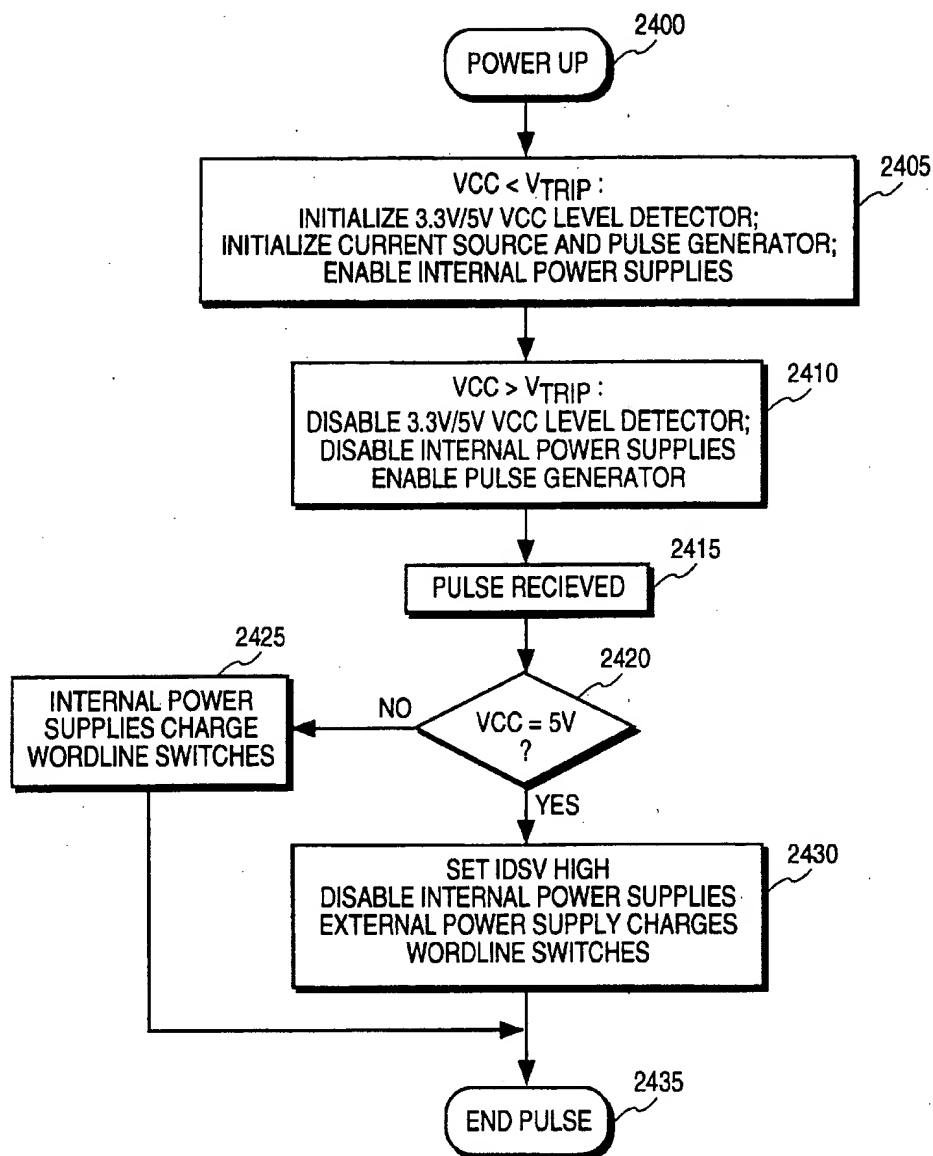 2400
POWER UP
2405
VCC < VTRIP :
INITIALIZE 3.3V/5V VCC LEVEL DETECTOR;
INITIALIZE CURRENT SOURCE AND PULSE GENERATOR;
ENABLE INTERNAL POWER SUPPLIES
2410
VCC > VTRIP :
DISABLE 3.3V/5V VCC LEVEL DETECTOR;
DISABLE INTERNAL POWER SUPPLIES
ENABLE PULSE GENERATOR
2415
PULSE RECIEVED
2420
VCC = 5V
?
NO
2425
INTERNAL POWER
SUPPLIES CHARGE
WORDLINE SWITCHES
YES
2430
SET IDSV HIGH
DISABLE INTERNAL POWER SUPPLIES
EXTERNAL POWER SUPPLY CHARGES
WORDLINE SWITCHES
2435
END PULSE